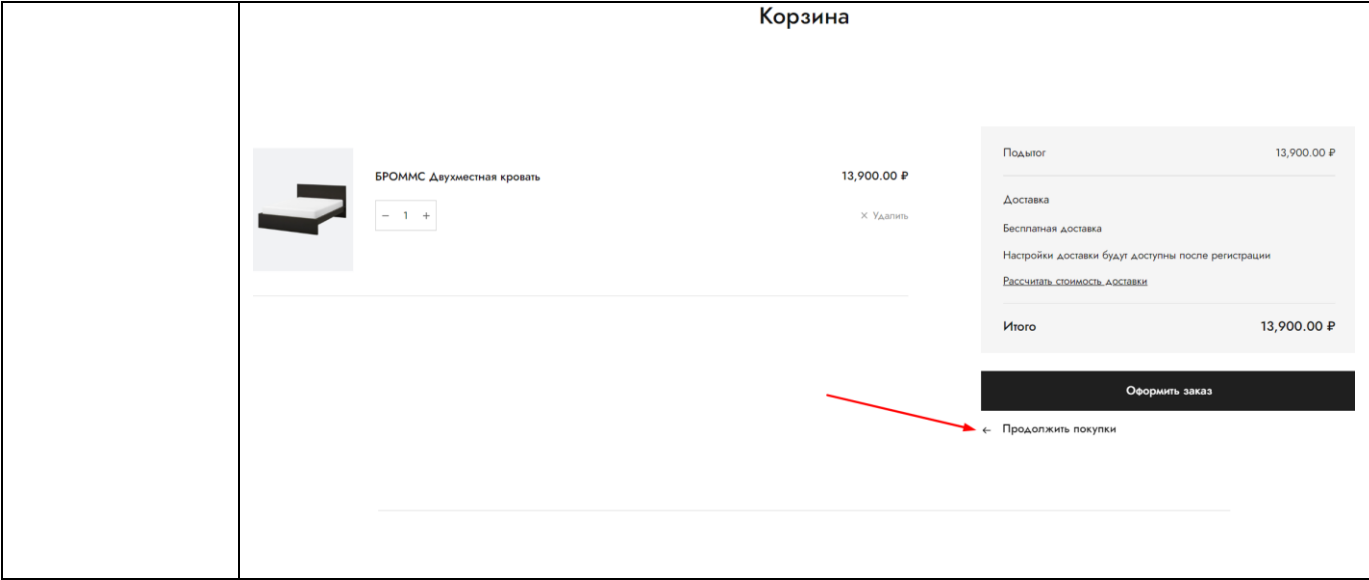 Корзина
БРОММС Двухместная кровать
13,900.00 ₽
− 1 +
× Удалить
Подытог
13,900.00 ₽
Доставка
Бесплатная доставка
Настройки доставки будут доступны после регистрации
Рассчитать стоимость доставки
Итого
13,900.00 ₽
Оформить заказ
← Продолжить покупки